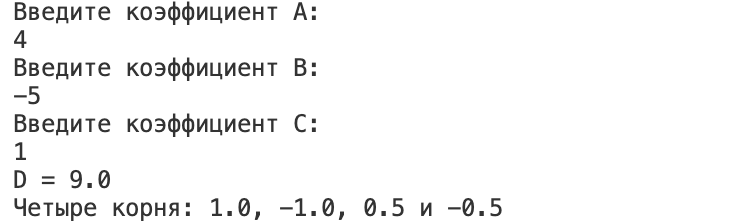 Введите коэффициент A:
4
Введите коэффициент B:
-5
Введите коэффициент C:
1
D = 9.0
Четыре корня: 1.0, -1.0, 0.5 и -0.5